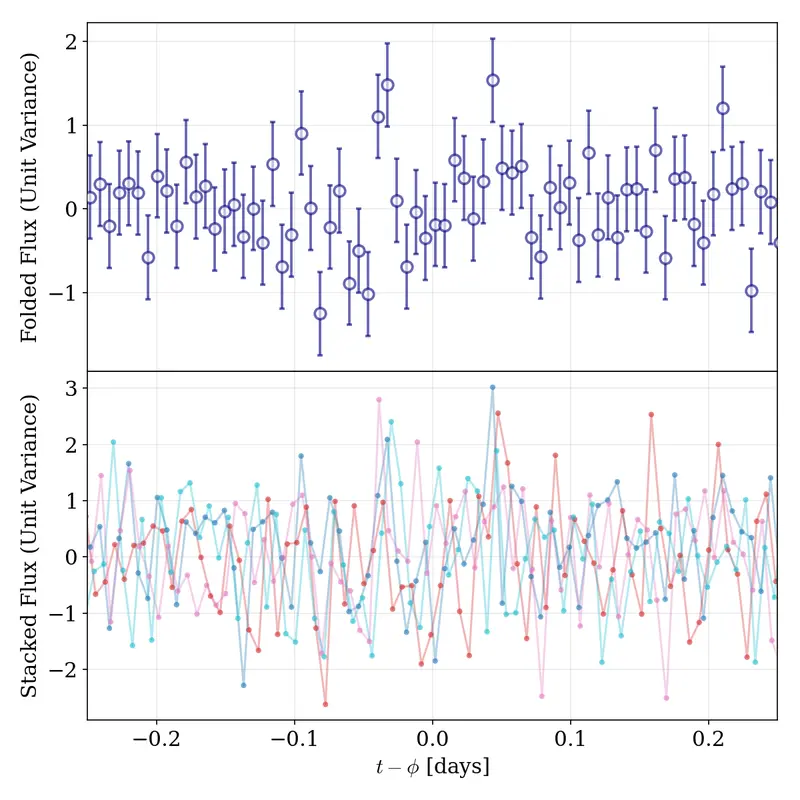 Folded Flux (Unit Variance)
2
1
0
−1
Stacked Flux (Unit Variance)
3
2
1
0
−1
−2
−0.2 −0.1 0.0 0.1 0.2
t − ϕ [days]